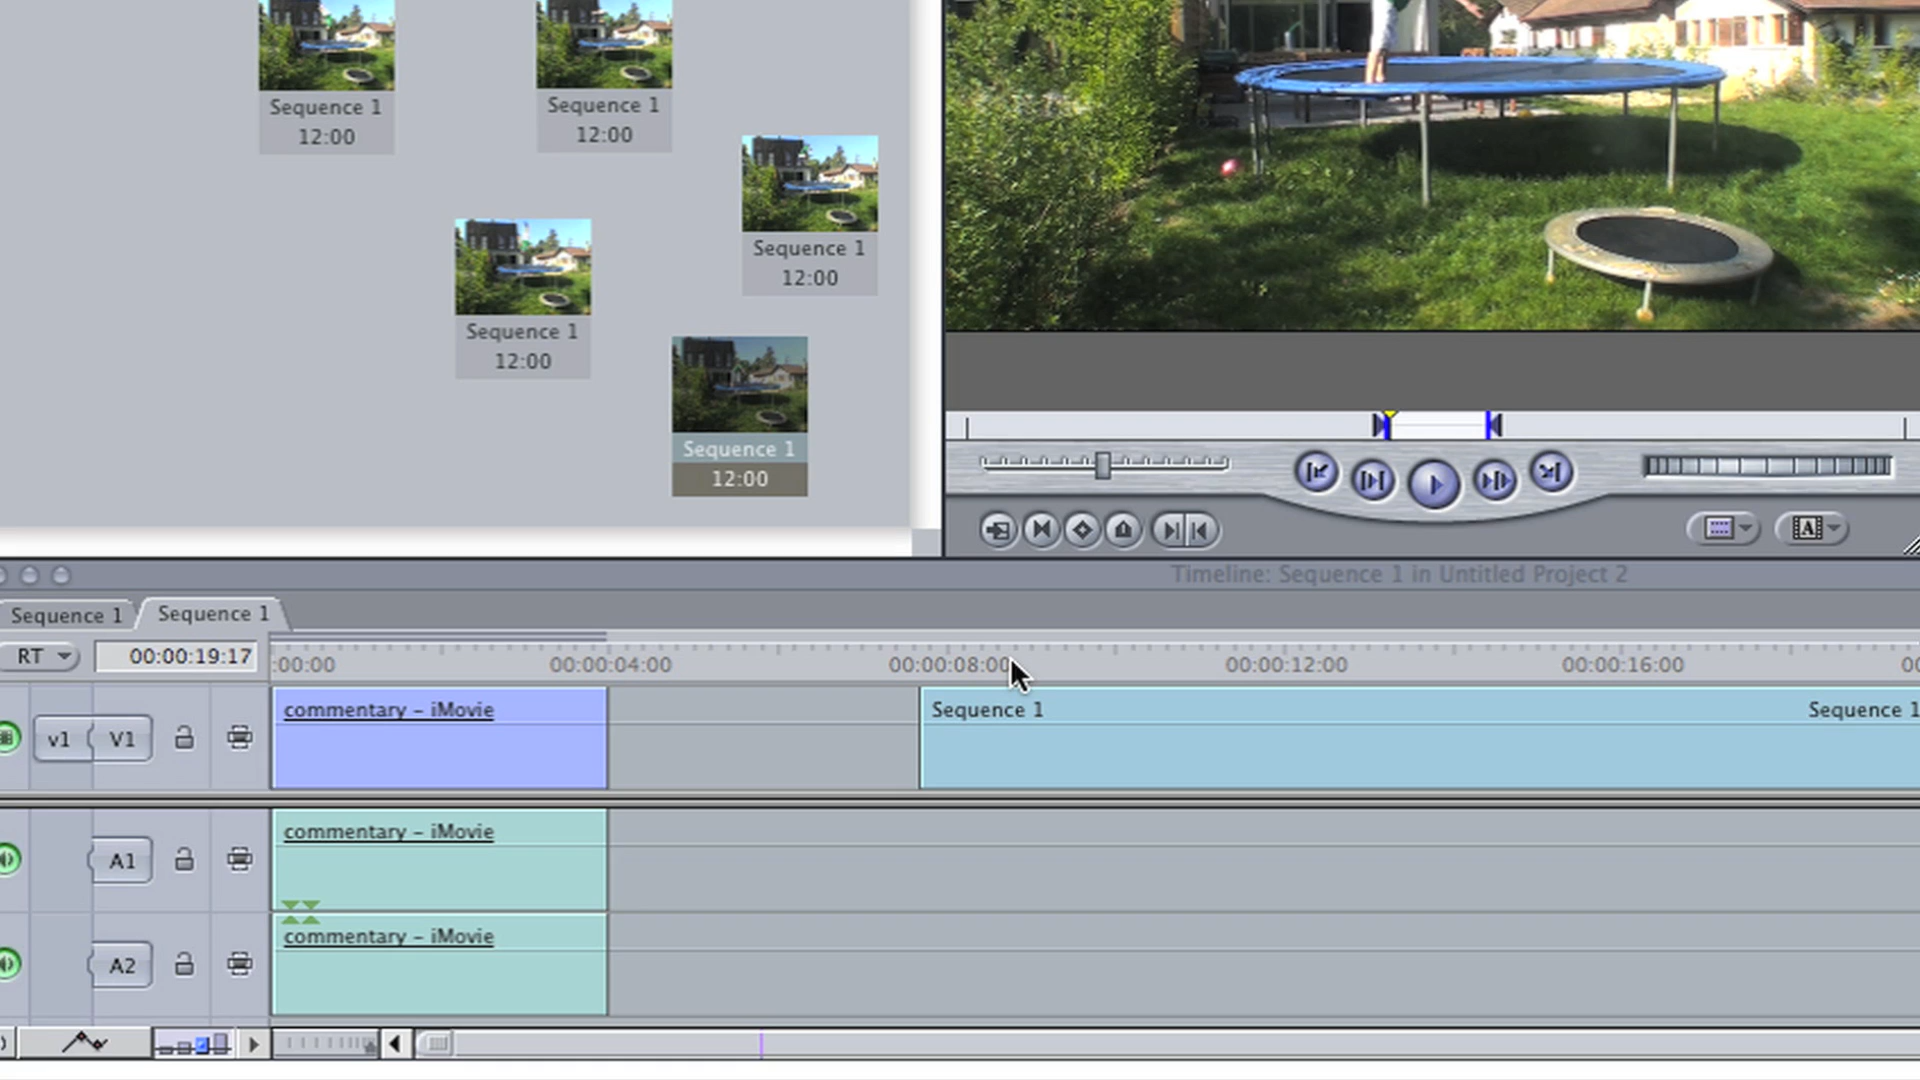 Sequence 1
12:00
Sequence 1
12:00
Sequence 1
12:00
Sequence 1
12:00
Sequence 1
12:00
Timeline: Sequence 1 in Untitled Project 2
Sequence 1
Sequence 1
RT
00:00:19:17
:00:00
00:00:04:00
00:00:08:00
00:00:12:00
00:00:16:00
00
v1
V1
commentary – iMovie
Sequence 1
Sequence 1
A1
commentary – iMovie
A2
commentary – iMovie
A